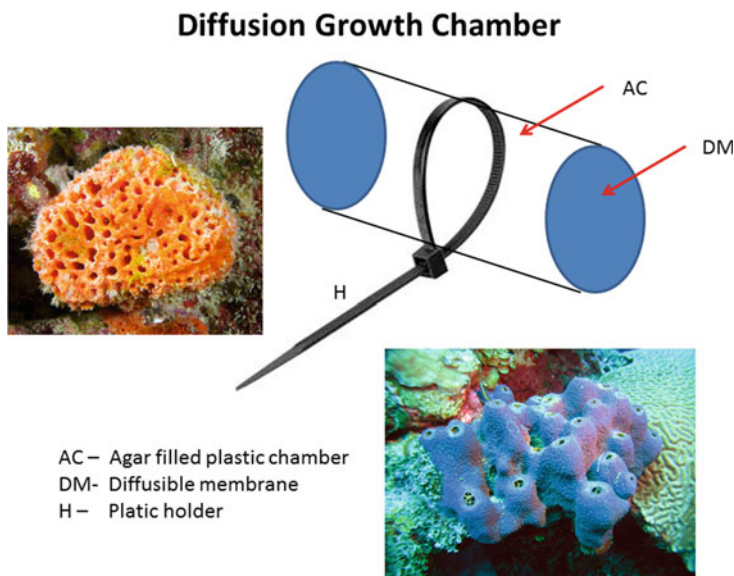 Diffusion Growth Chamber
AC
DM
H
AC – Agar filled plastic chamber
DM- Diffusible membrane
H – Platic holder